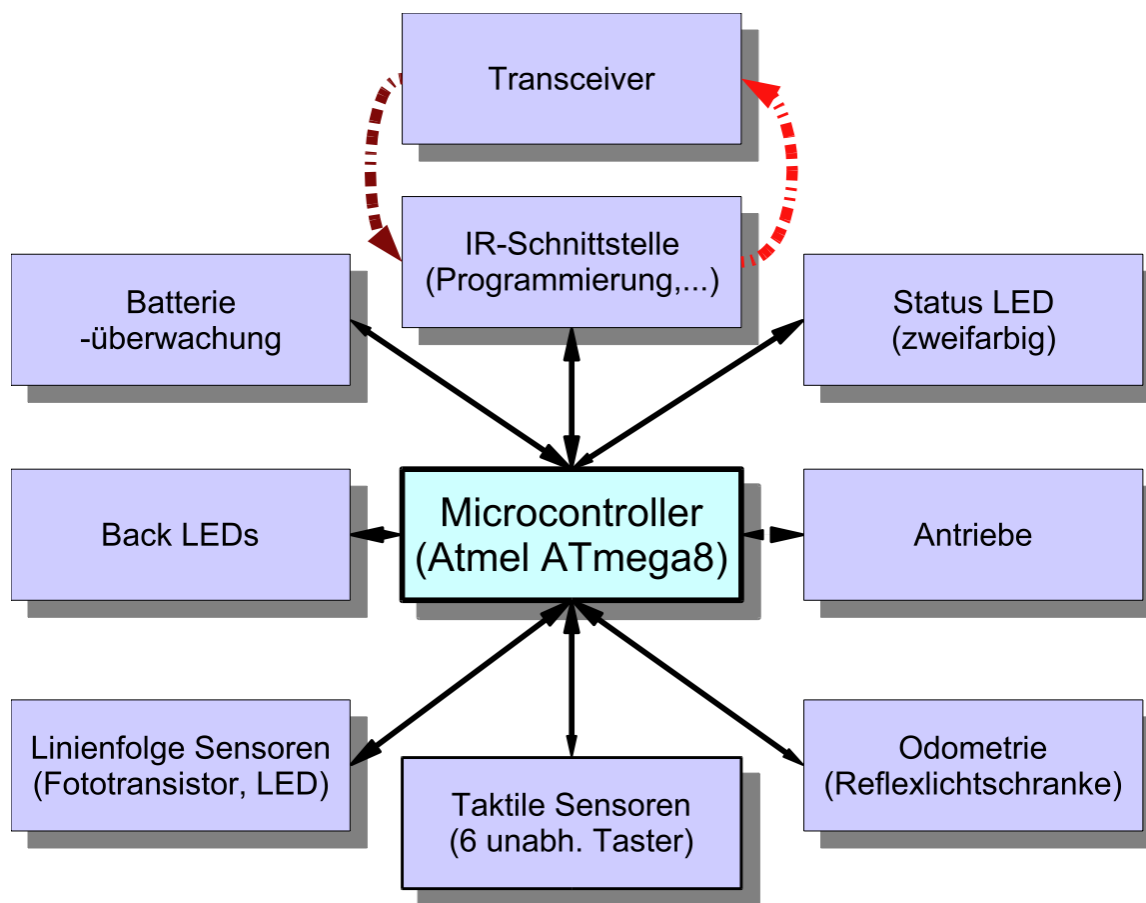 Transceiver
IR-Schnittstelle
(Programmierung,...)
Batterie
-überwachung
Status LED
(zweifarbig)
Back LEDs
Microcontroller
(Atmel ATmega8)
Antriebe
Linienfolge Sensoren
(Fototransistor, LED)
Taktile Sensoren
(6 unabh. Taster)
Odometrie
(Reflexlichtschranke)